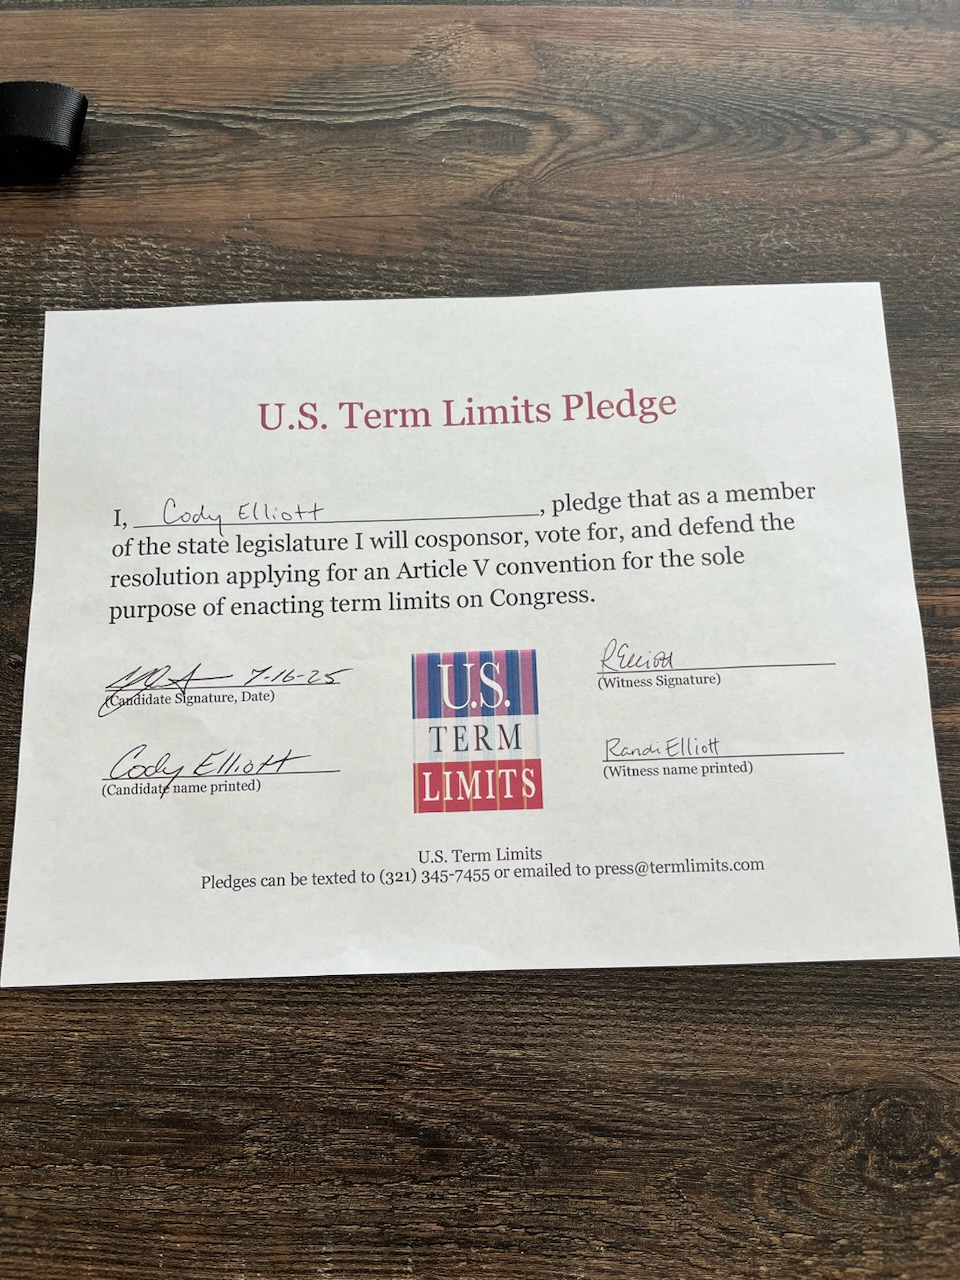 U.S. Term Limits Pledge
I, Cody Elliott, pledge that as a member
of the state legislature I will cosponsor, vote for, and defend the
resolution applying for an Article V convention for the sole
purpose of enacting term limits on Congress.
7-16-25
(Candidate Signature, Date)
Cody Elliott
(Candidate name printed)
U.S.
TERM
LIMITS
RElliott
(Witness Signature)
Randi Elliott
(Witness name printed)
U.S. Term Limits
Pledges can be texted to (321) 345-7455 or emailed to press@termlimits.com